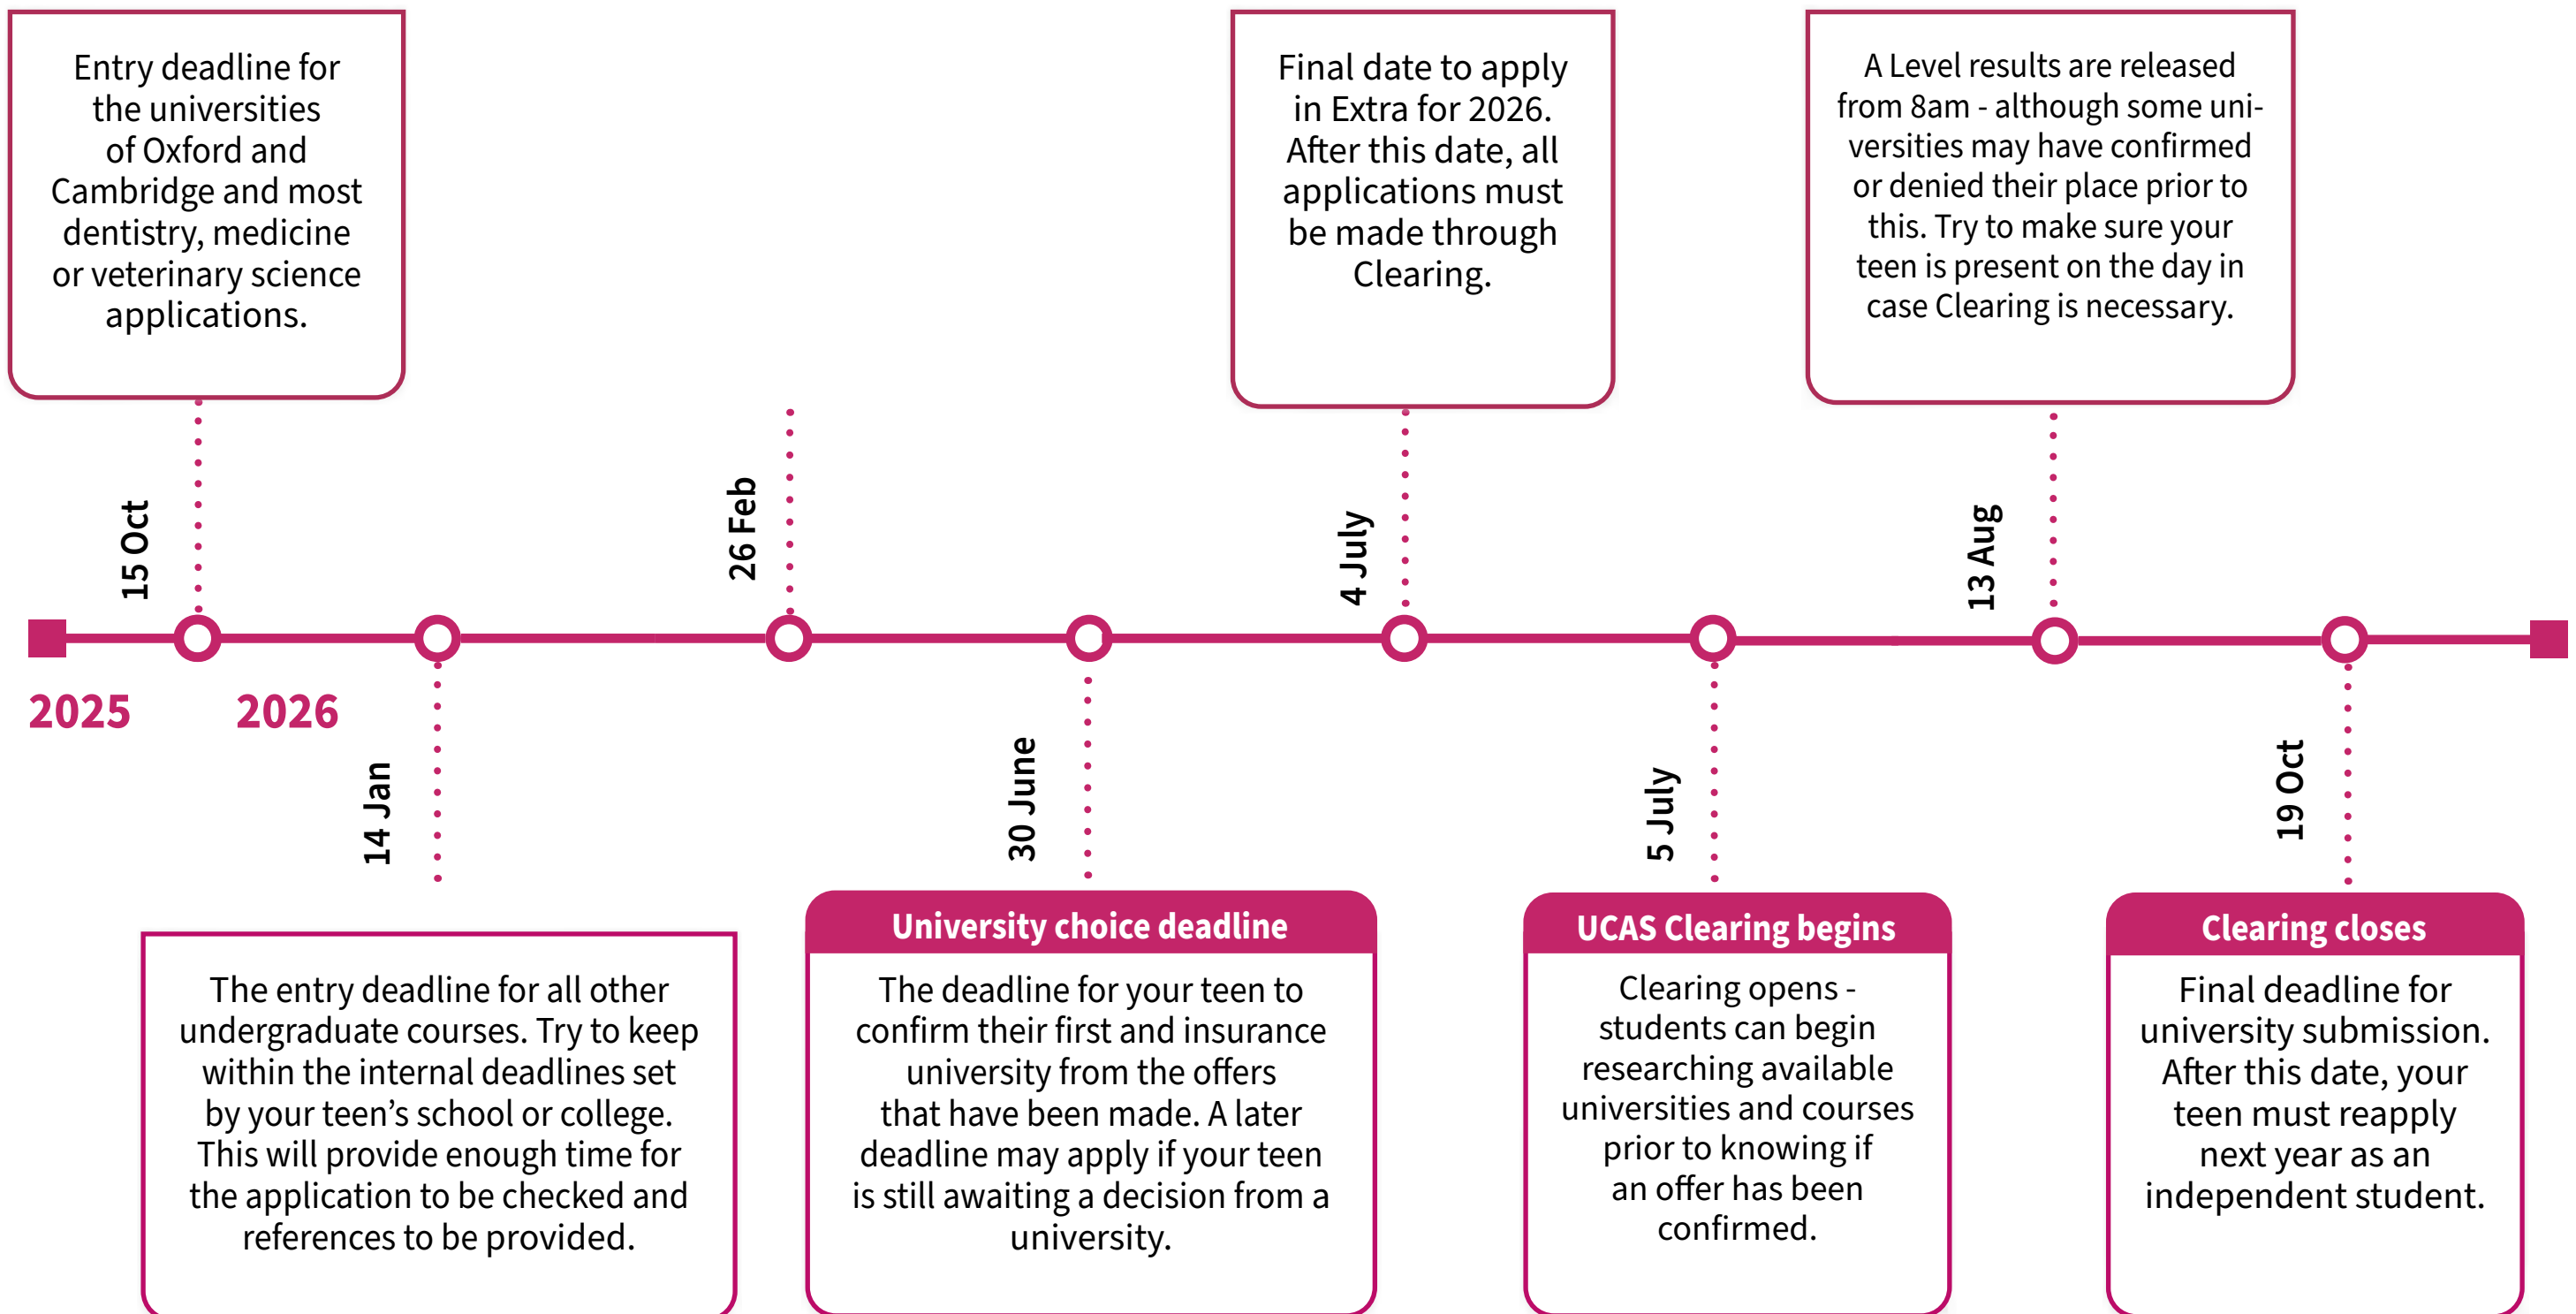 Entry deadline for
the universities
of Oxford and
Cambridge and most
dentistry, medicine
or veterinary science
applications.
Final date to apply
in Extra for 2026.
After this date, all
applications must
be made through
Clearing.
A Level results are released
from 8am - although some uni-
versities may have confirmed
or denied their place prior to
this. Try to make sure your
teen is present on the day in
case Clearing is necessary.
15 Oct
26 Feb
4 July
13 Aug
2025
2026
14 Jan
30 June
5 July
19 Oct
The entry deadline for all other
undergraduate courses. Try to keep
within the internal deadlines set
by your teen’s school or college.
This will provide enough time for
the application to be checked and
references to be provided.
University choice deadline
The deadline for your teen to
confirm their first and insurance
university from the offers
that have been made. A later
deadline may apply if your teen
is still awaiting a decision from a
university.
UCAS Clearing begins
Clearing opens -
students can begin
researching available
universities and courses
prior to knowing if
an offer has been
confirmed.
Clearing closes
Final deadline for
university submission.
After this date, your
teen must reapply
next year as an
independent student.